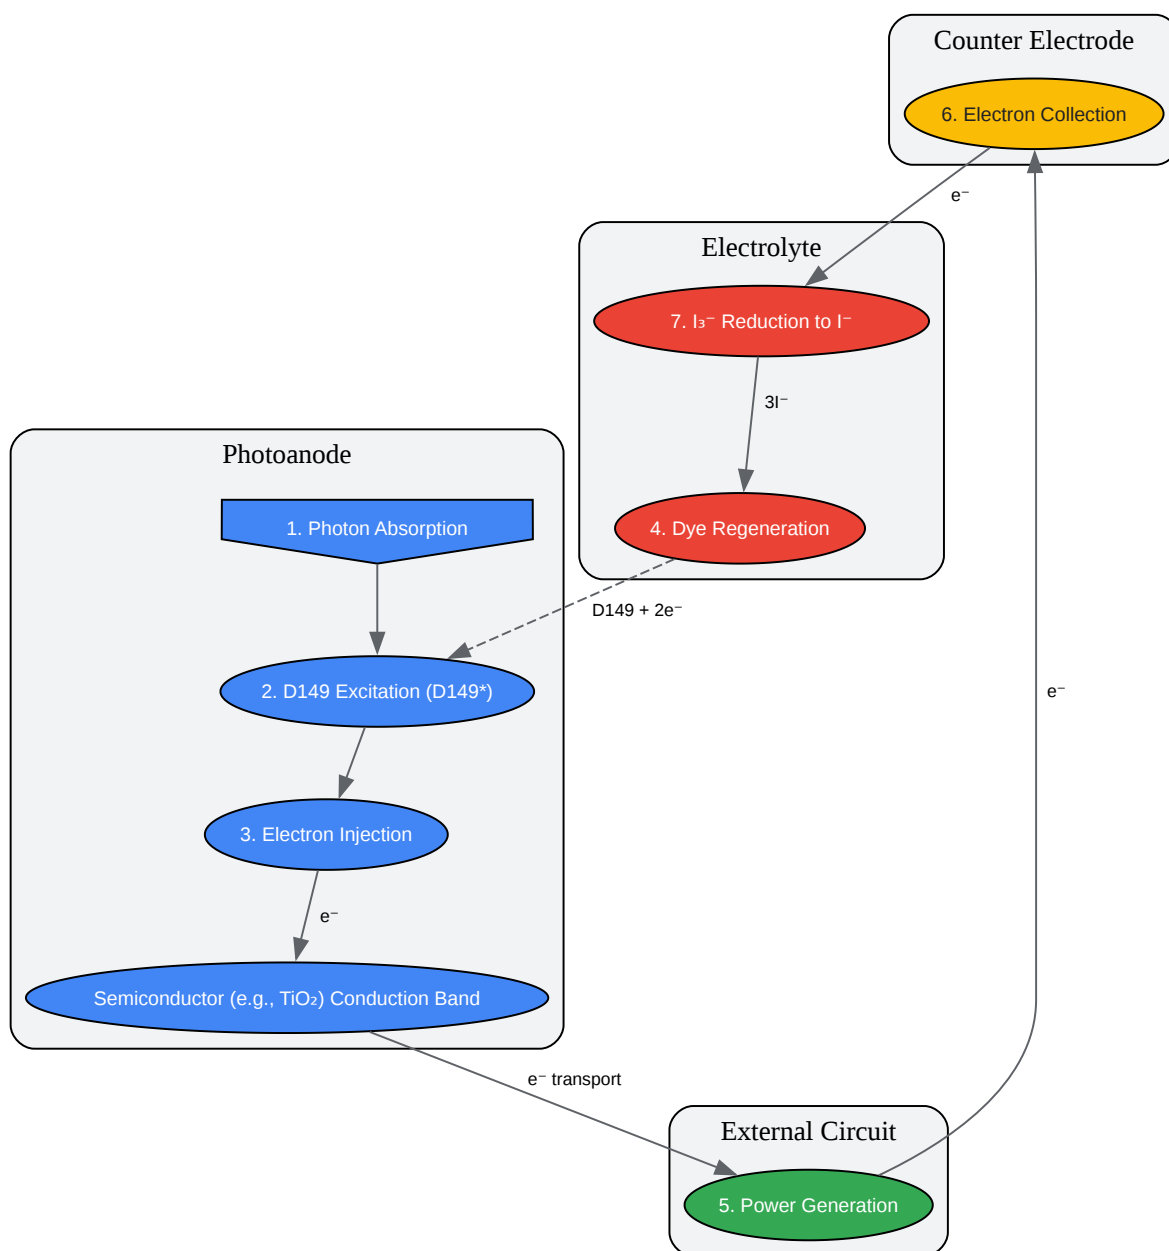 Counter Electrode
6. Electron Collection
e⁻
Electrolyte
7. I₃⁻ Reduction to I⁻
3I⁻
4. Dye Regeneration
D149 + 2e⁻
Photoanode
1. Photon Absorption
2. D149 Excitation (D149*)
3. Electron Injection
e⁻
Semiconductor (e.g., TiO₂) Conduction Band
e⁻ transport
e⁻
External Circuit
5. Power Generation